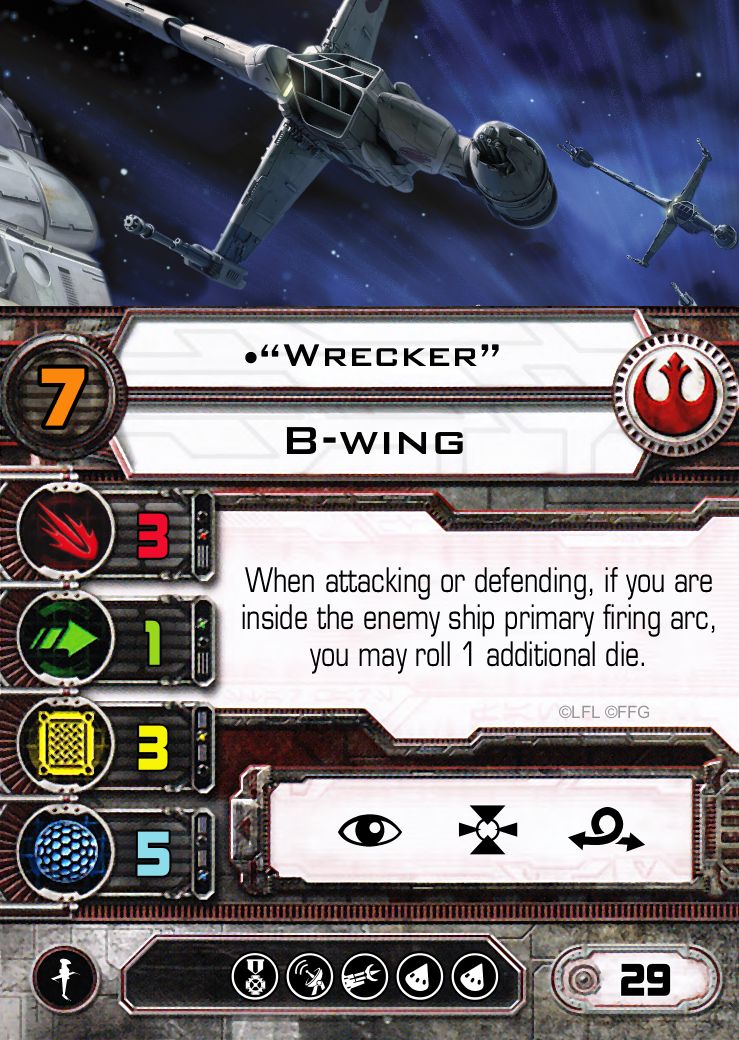 •“Wrecker”
7
B-wing
3
When attacking or defending, if you are
inside the enemy ship primary firing arc,
you may roll 1 additional die.
1
©LFL ©FFG
3
5
29